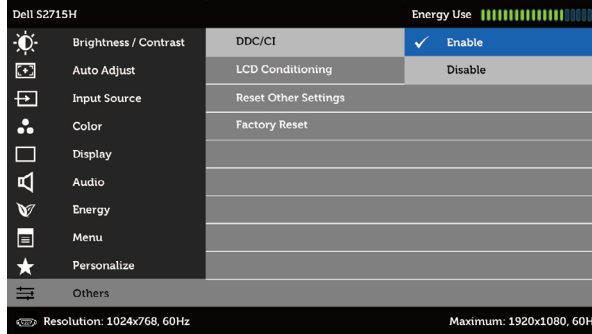 Dell S2715H Energy Use
Brightness / Contrast DDC/CI Enable
Auto Adjust LCD Conditioning Disable
Input Source Reset Other Settings
Color Factory Reset
Display
Audio
Energy
Menu
Personalize
Others
Resolution: 1024x768, 60Hz Maximum: 1920x1080, 60H